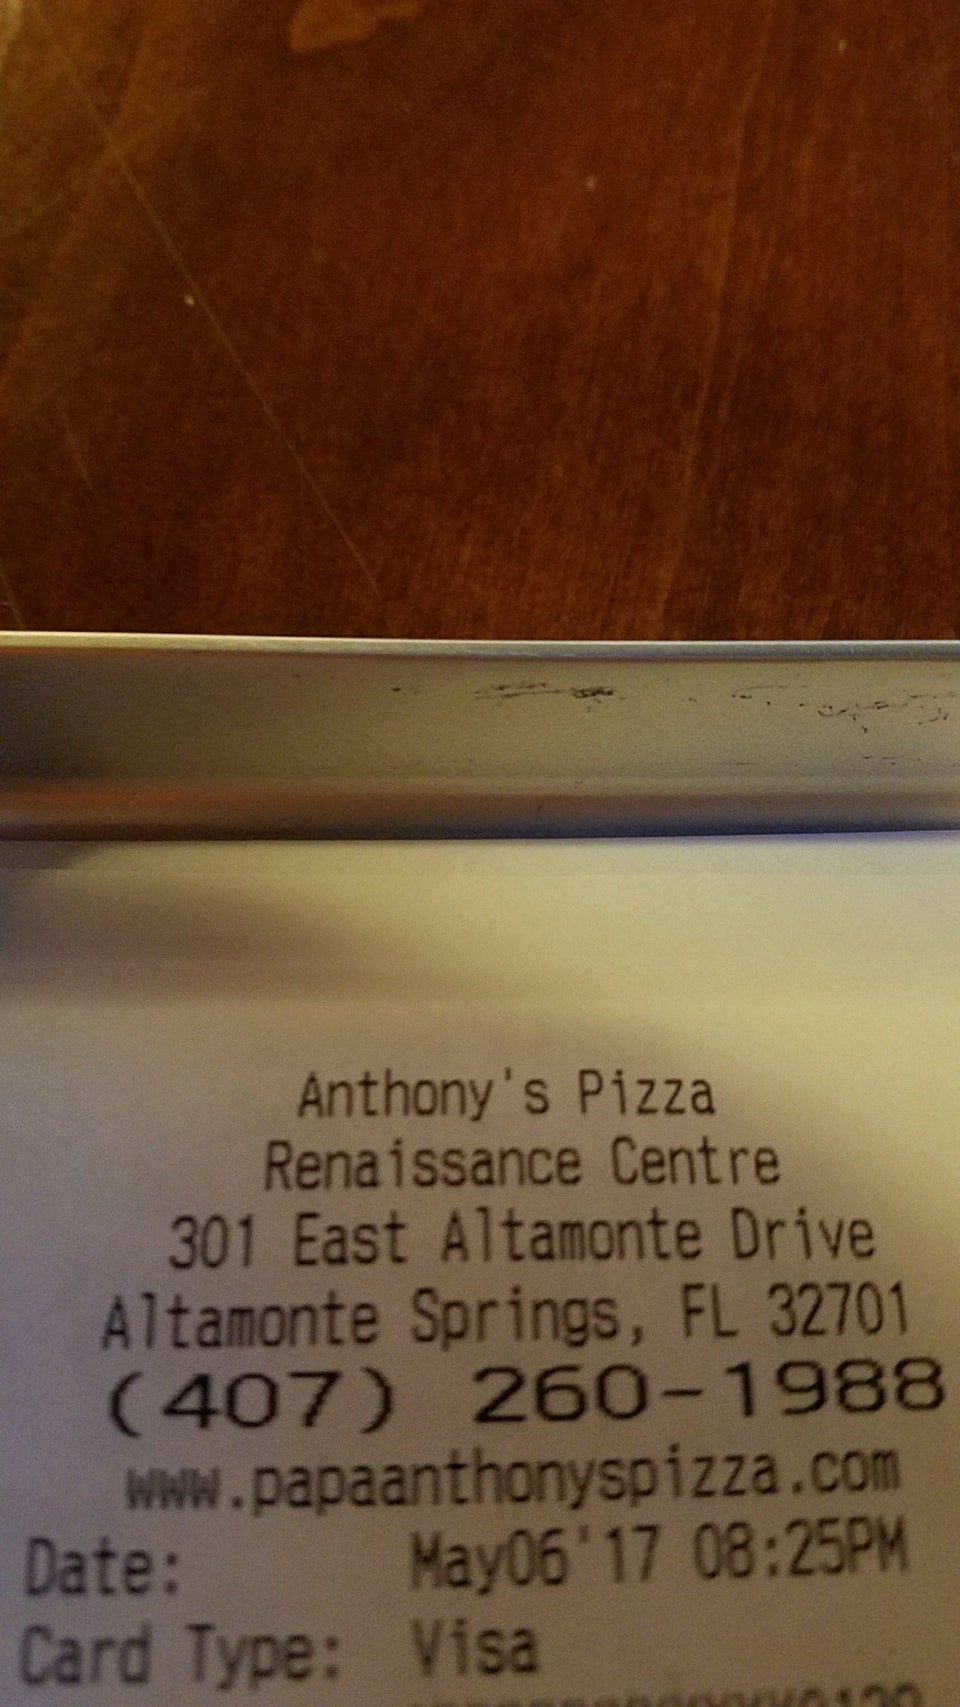 Anthony's Pizza
Renaissance Centre
301 East Altamonte Drive
Altamonte Springs, FL 32701
(407) 260-1988
www.papaanthonyspizza.com
Date: May06'17 08:25PM
Card Type: Visa